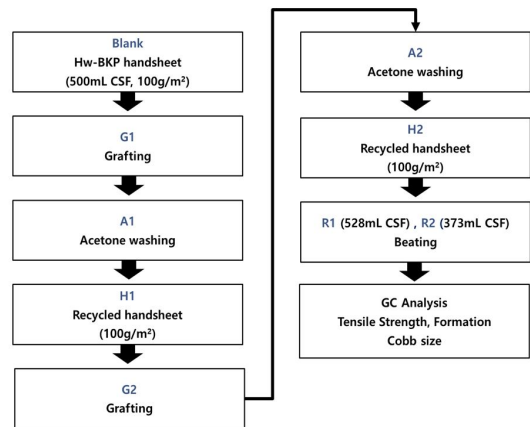 Blank
Hw-BKP handsheet
(500mL CSF, 100g/m²)
G1
Grafting
A1
Acetone washing
H1
Recycled handsheet
(100g/m²)
G2
Grafting
A2
Acetone washing
H2
Recycled handsheet
(100g/m²)
R1 (528mL CSF) , R2 (373mL CSF)
Beating
GC Analysis
Tensile Strength, Formation
Cobb size